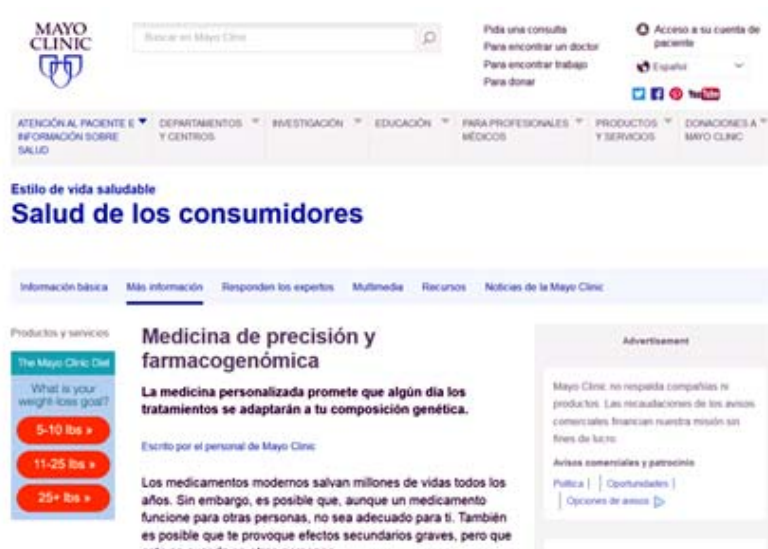 MAYO
CLINIC
Buscar en Mayo Clinic
Pida una consulta
Para encontrar un doctor
Para encontrar trabajo
Para donar
Acceso a su cuenta de
paciente
Español
YouTube
ATENCIÓN AL PACIENTE E
INFORMACIÓN SOBRE
SALUD
DEPARTAMENTOS
Y CENTROS
INVESTIGACIÓN
EDUCACIÓN
PARA PROFESIONALES
MÉDICOS
PRODUCTOS
Y SERVICIOS
DONACIONES A
MAYO CLINIC
Estilo de vida saludable
Salud de los consumidores
Información básica
Más información
Responden los expertos
Multimedia
Recursos
Noticias de la Mayo Clinic
Productos y servicios
The Mayo Clinic Diet
What is your
weight-loss goal?
5-10 lbs »
11-25 lbs »
25+ lbs »
Medicina de precisión y
farmacogenómica
La medicina personalizada promete que algún día los
tratamientos se adaptarán a tu composición genética.
Escrito por el personal de Mayo Clinic
Los medicamentos modernos salvan millones de vidas todos los
años. Sin embargo, es posible que, aunque un medicamento
funcione para otras personas, no sea adecuado para ti. También
es posible que te provoque efectos secundarios graves, pero que
Advertisement
Mayo Clinic no respalda compañías ni
productos. Las recaudaciones de los avisos
comerciales financian nuestra misión sin
fines de lucro.
Avisos comerciales y patrocinio
Política | Oportunidades |
Opciones de avisos